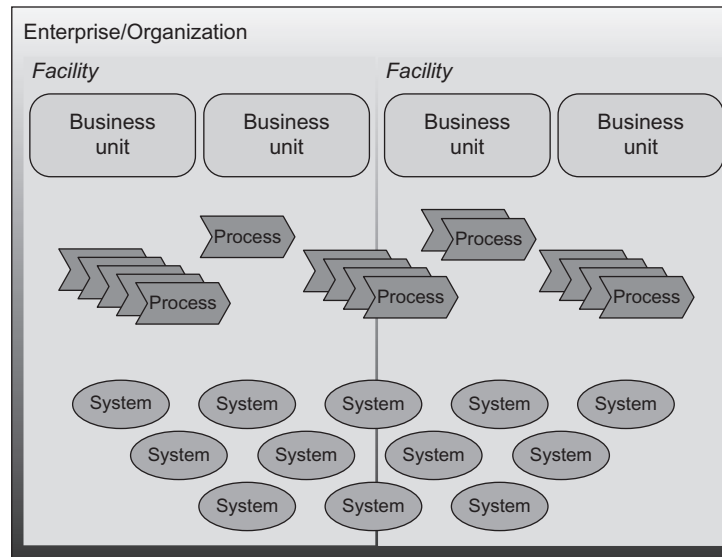 Enterprise/Organization
Facility
Facility
Business
unit
Business
unit
Business
unit
Business
unit
Process
Process
Process
Process
Process
System
System
System
System
System
System
System
System
System
System
System
System